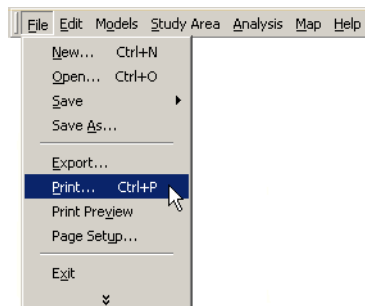 File Edit Models Study Area Analysis Map Help
New... Ctrl+N
Open... Ctrl+O
Save
Save As...
Export...
Print... Ctrl+P
Print Preview
Page Setup...
Exit